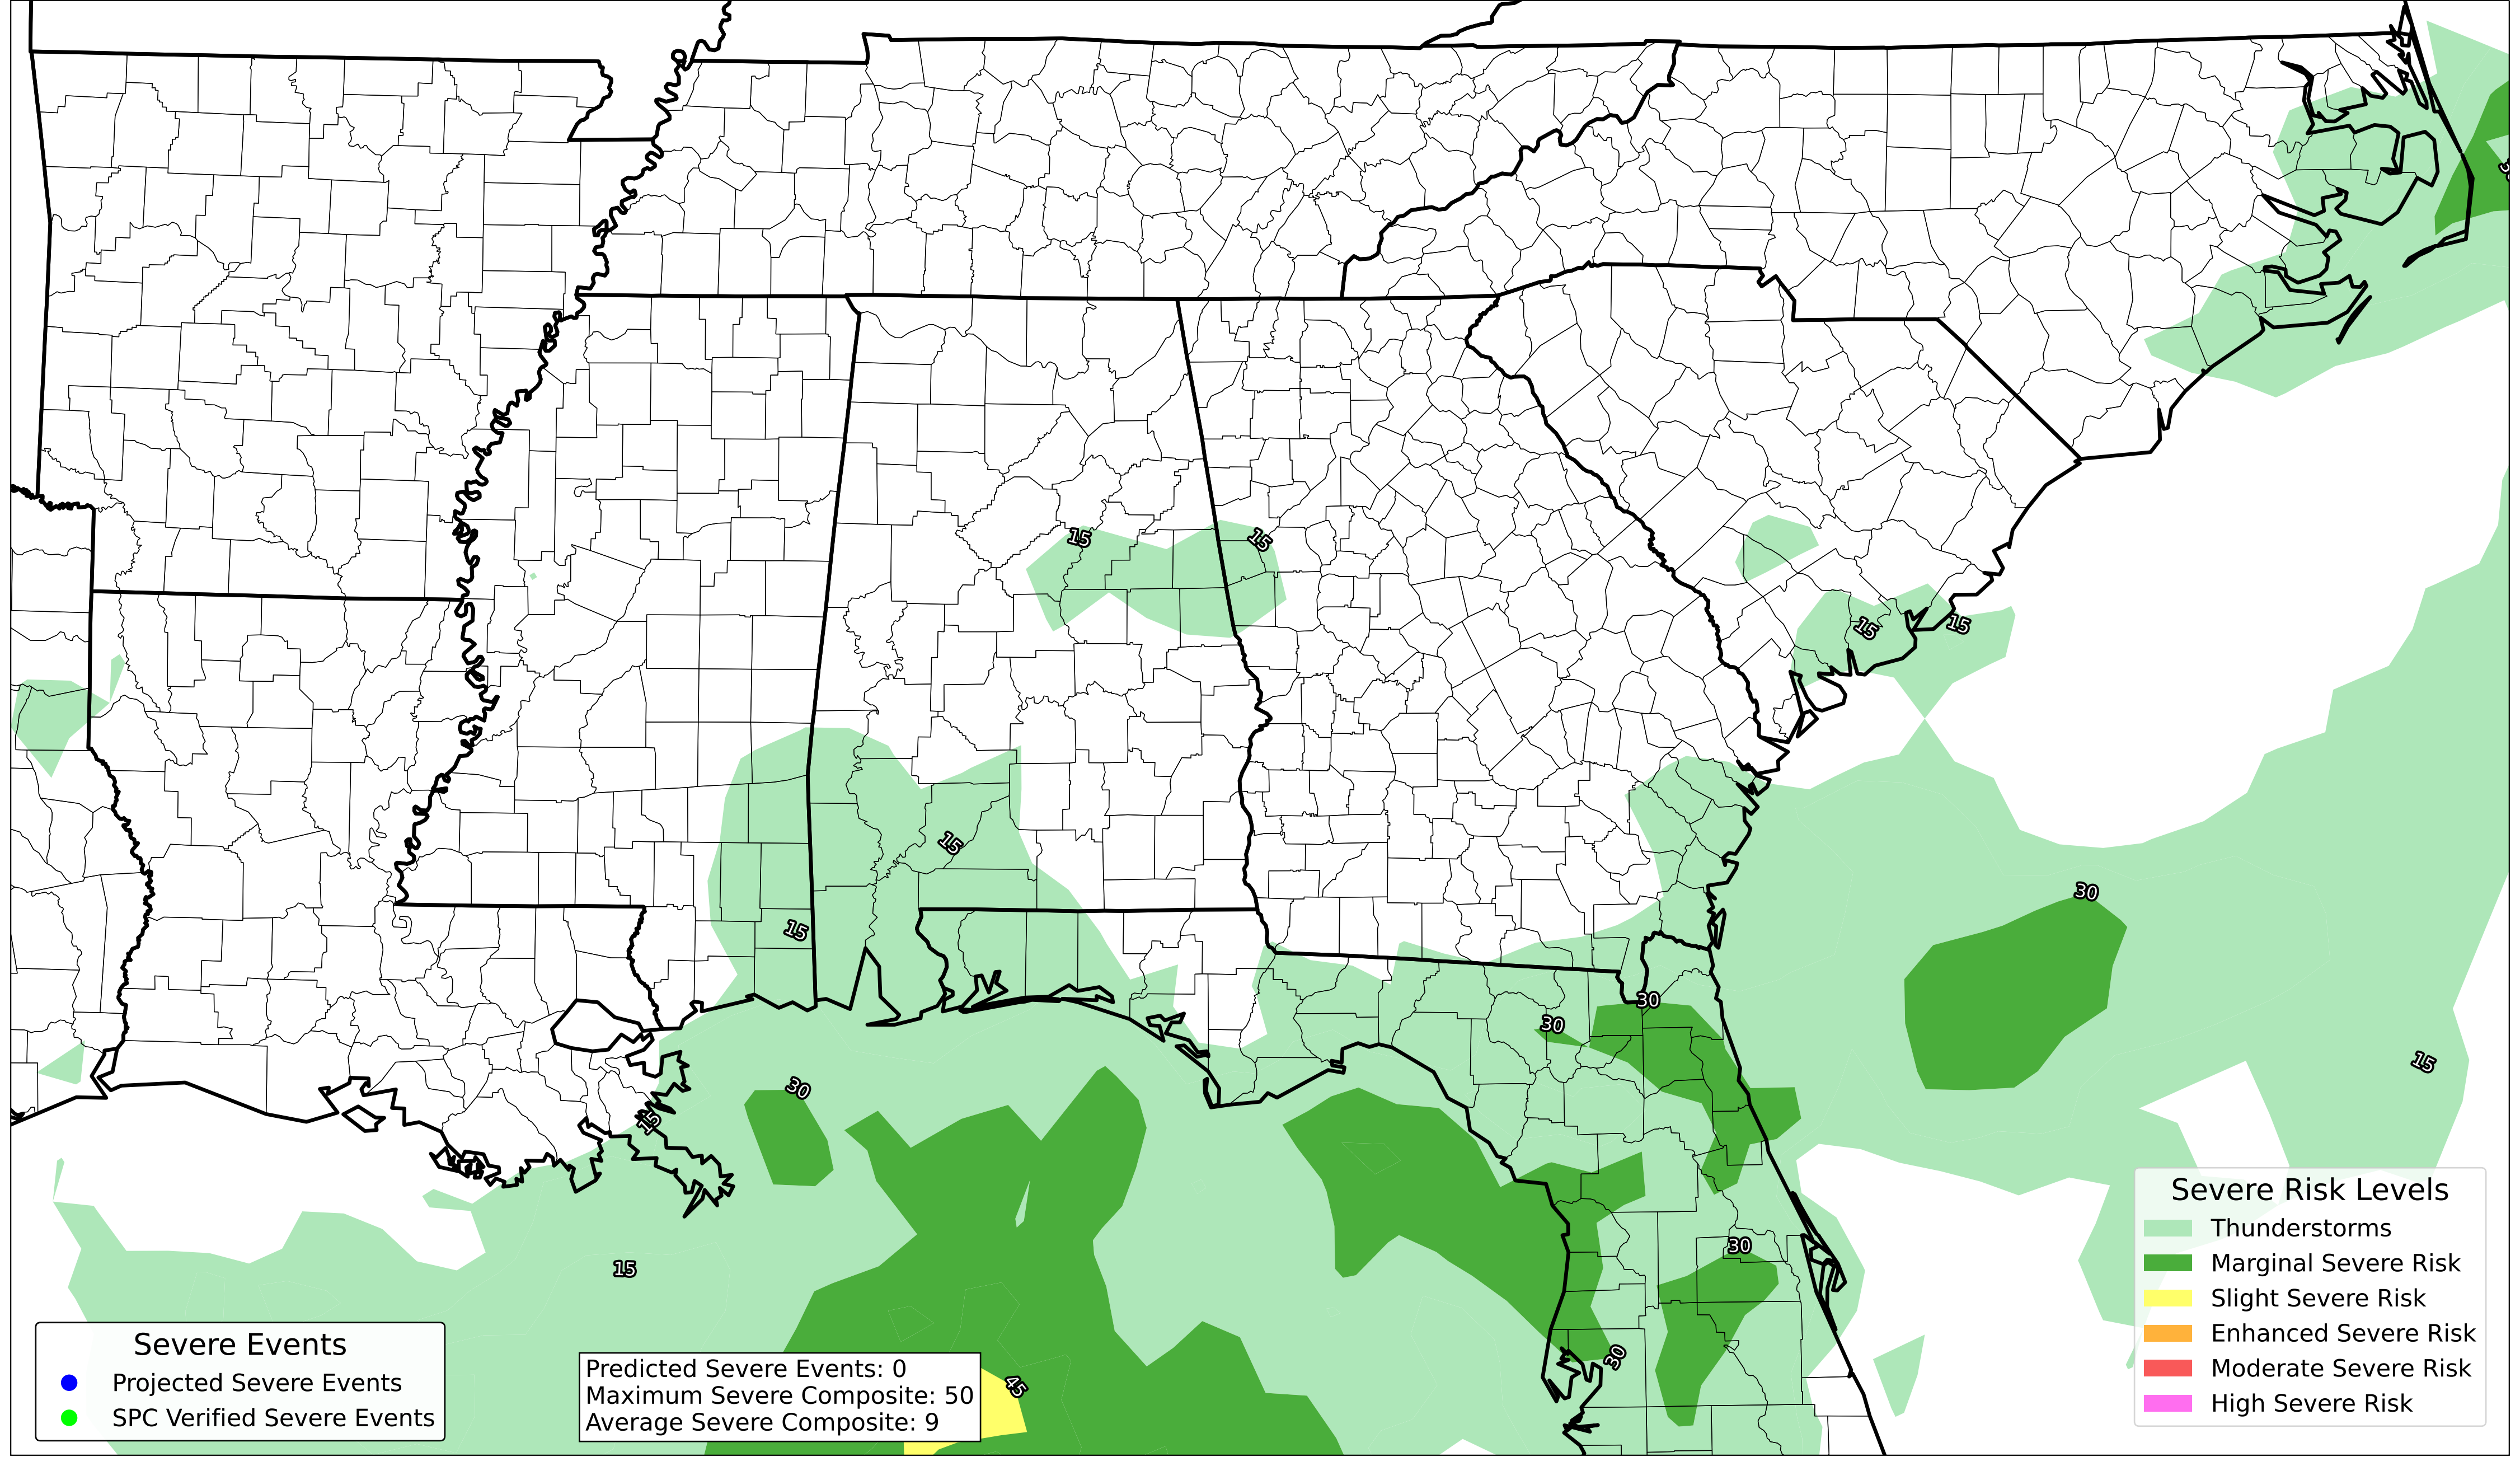 15
15
15
15
15
15
30
30
30
15
30
15
30
30
45
15
Severe Risk Levels
Thunderstorms
Marginal Severe Risk
Slight Severe Risk
Enhanced Severe Risk
Moderate Severe Risk
High Severe Risk
Severe Events
Projected Severe Events
SPC Verified Severe Events
Predicted Severe Events: 0
Maximum Severe Composite: 50
Average Severe Composite: 9